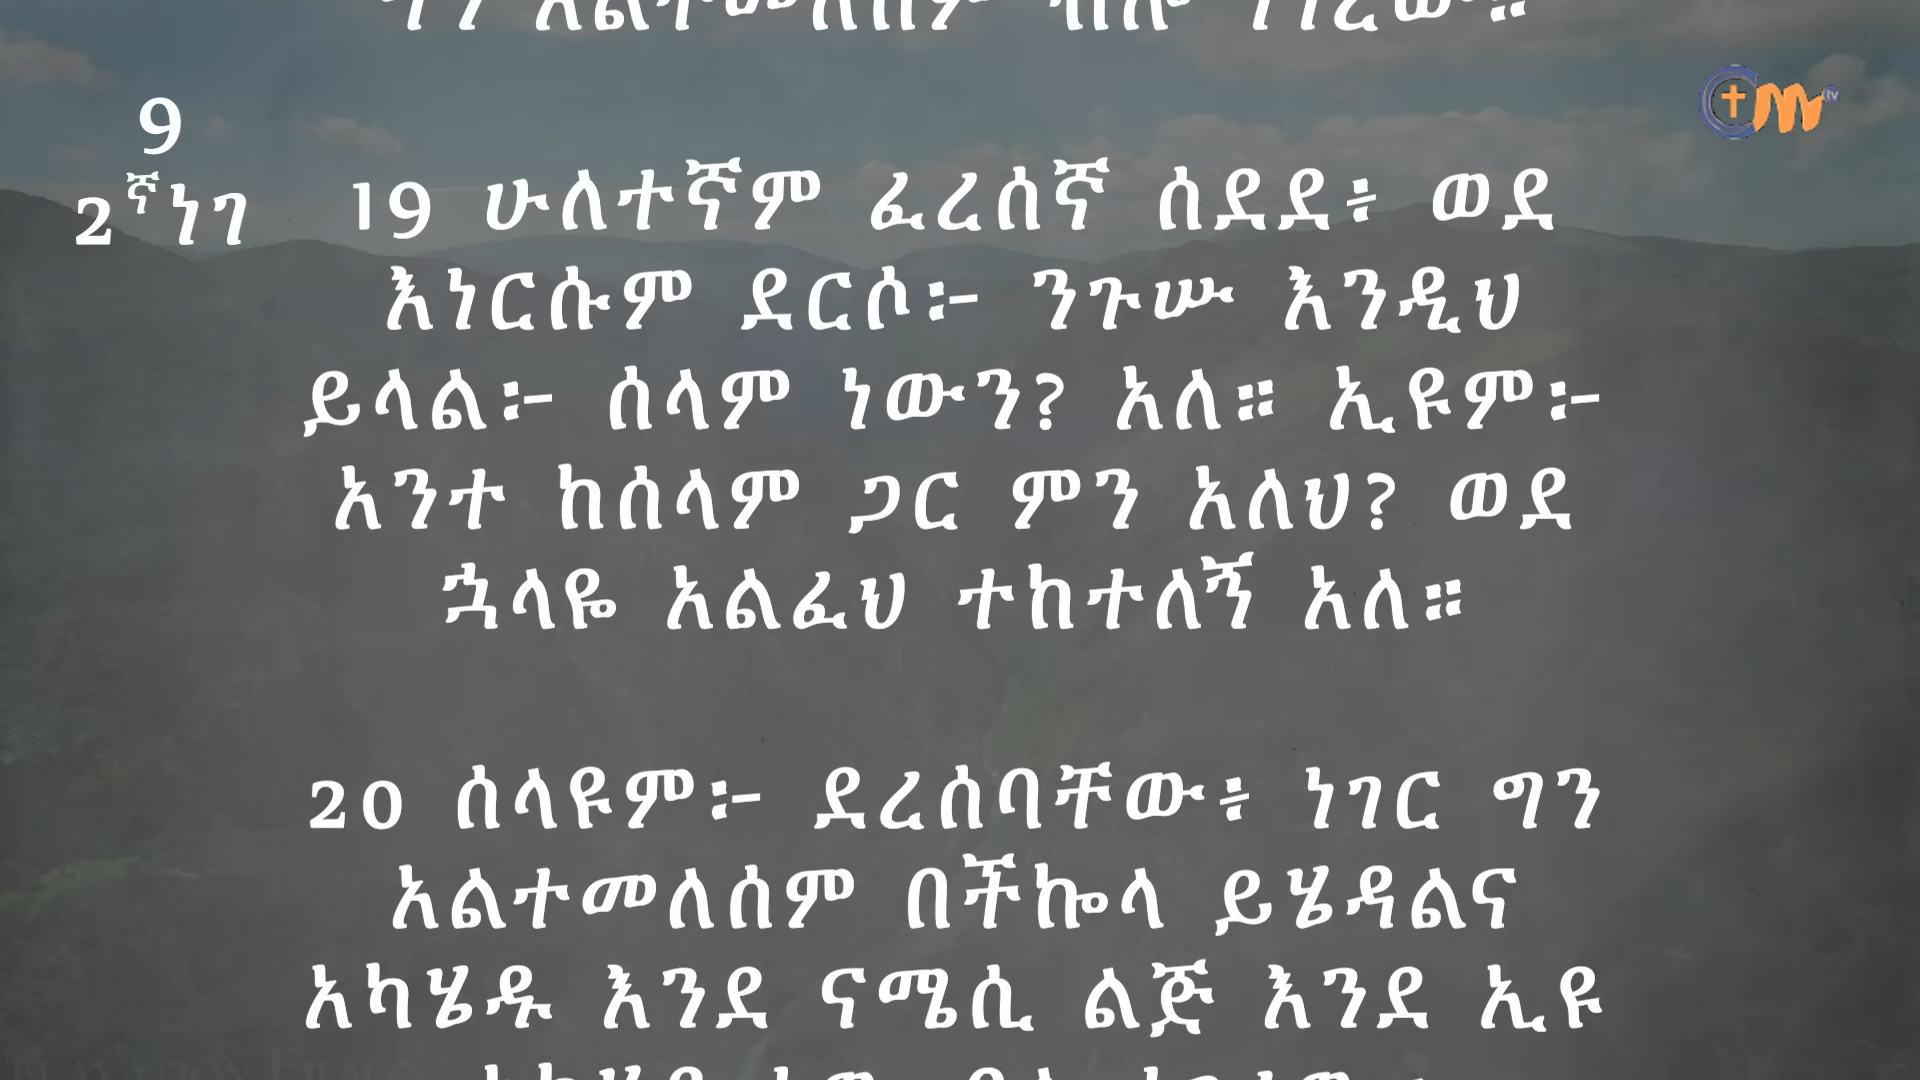 9
2ኛ ነገ
19 ሁለተኛም ፈረሰኛ ሰደደ፥ ወደ
እነርሱም ደርሶ፦ ንጉሡ እንዲህ
ይላል፦ ሰላም ነውን? አለ። ኢዩም፦
አንተ ከሰላም ጋር ምን አለህ? ወደ
ኋላዬ አልፈህ ተከተለኝ አለ።
20 ሰላዩም፦ ደረሰባቸው፥ ነገር ግን
አልተመለሰም በችኰላ ይሄዳልና
አካሄዱ እንደ ናሜሲ ልጅ እንደ ኢዩ